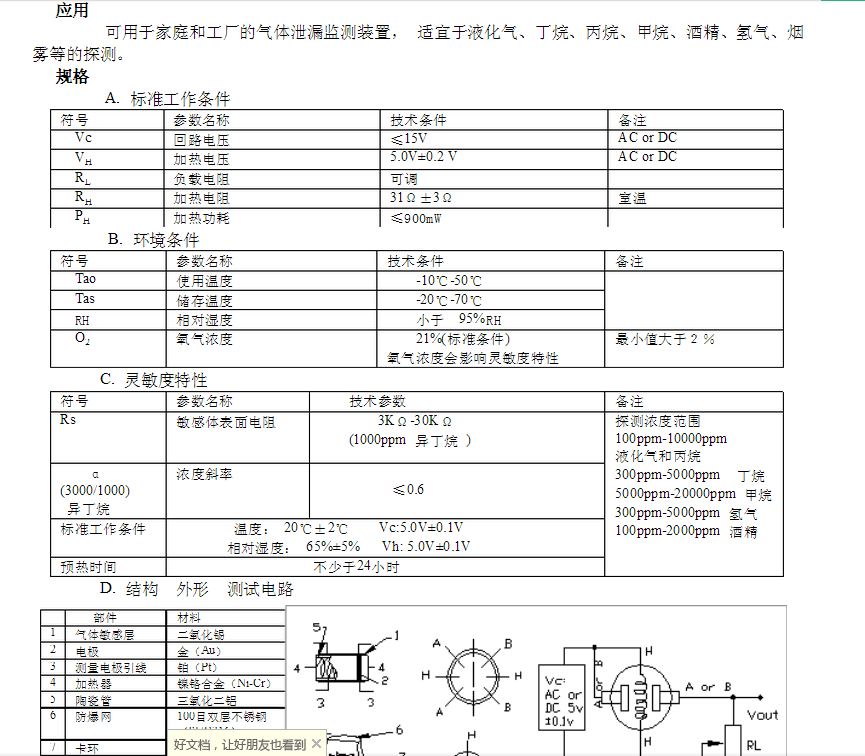 应用
可用于家庭和工厂的气体泄漏监测装置， 适宜于液化气、丁烷、丙烷、甲烷、酒精、氢气、烟
雾等的探测。
规格
A. 标准工作条件
符号 参数名称 技术条件 备注
Vc 回路电压 ≤15V AC or DC
VH 加热电压 5.0V±0.2 V AC or DC
RL 负载电阻 可调
RH 加热电阻 31Ω±3Ω 室温
PH 加热功耗 ≤900mW
B. 环境条件
符号 参数名称 技术条件 备注
Tao 使用温度 -10℃-50℃
Tas 储存温度 -20℃-70℃
RH 相对湿度 小于 95%RH
O2 氧气浓度 21%(标准条件) 最小值大于2%
氧气浓度会影响灵敏度特性
C. 灵敏度特性
符号 参数名称 技术参数 备注
Rs 敏感体表面电阻 3KΩ-30KΩ 探测浓度范围
(1000ppm 异丁烷 ) 100ppm-10000ppm
液化气和丙烷
α 浓度斜率 300ppm-5000ppm 丁烷
(3000/1000) ≤0.6 5000ppm-20000ppm 甲烷
异丁烷 300ppm-5000ppm 氢气
标准工作条件 温度： 20℃±2℃ Vc:5.0V±0.1V 100ppm-2000ppm 酒精
相对湿度： 65%±5% Vh: 5.0V±0.1V
预热时间 不少于24小时
D. 结构 外形 测试电路
部件 材料
1 气体敏感层 二氧化锡
2 电极 金（Au）
3 测量电极引线 铂（Pt）
4 加热器 镍铬合金（Ni-Cr）
5 陶瓷管 三氧化二铝
6 防爆网 100目双层不锈钢
7 卡环
5 1
4 4
2
3 3
6
A B
H H
A B
H
Vc:
AC or
DC 5v
±0.1v
H
A or B
A or B
Vout
H RL
好文档，让好朋友也看到